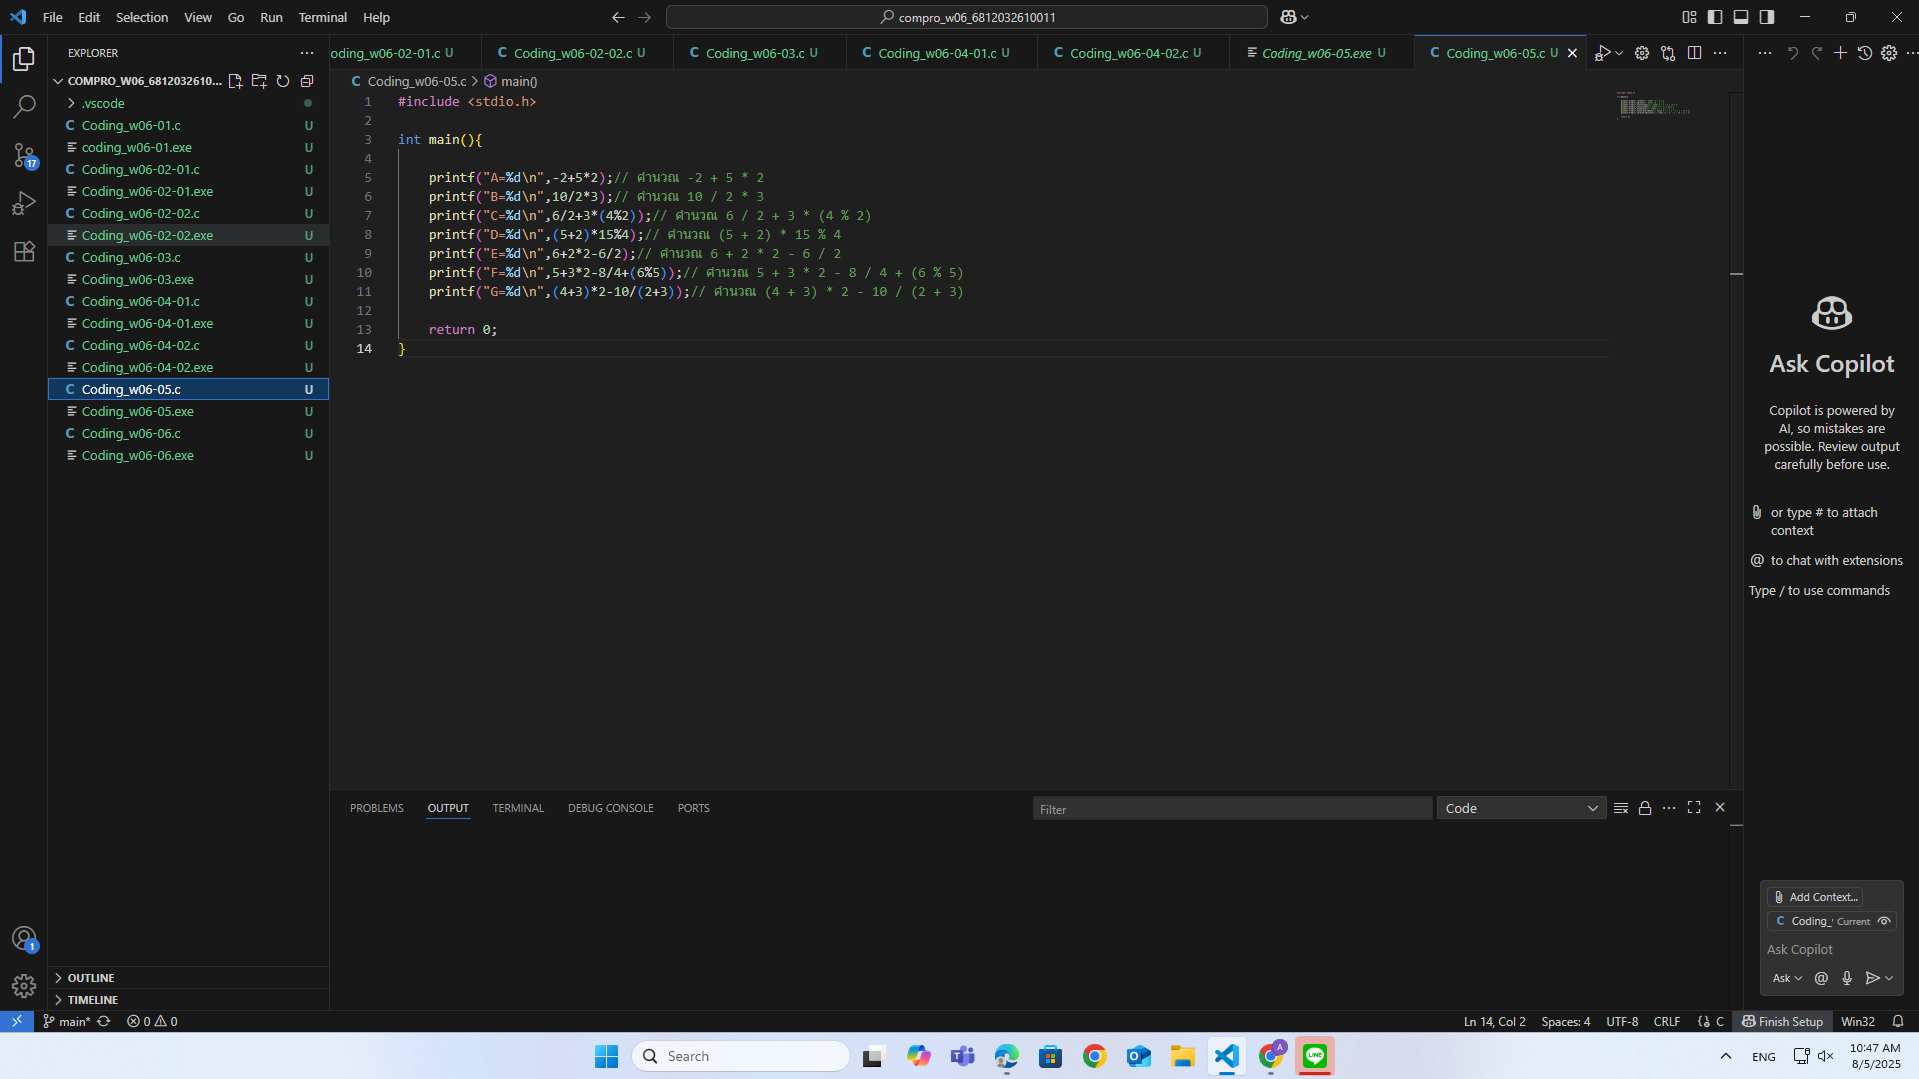 File Edit Selection View Go Run Terminal Help
compro_w06_6812032610011
EXPLORER
COMPRO_W06_6812032610...
.vscode
Coding_w06-01.c U
coding_w06-01.exe U
Coding_w06-02-01.c U
Coding_w06-02-01.exe U
Coding_w06-02-02.c U
Coding_w06-02-02.exe U
Coding_w06-03.c U
Coding_w06-03.exe U
Coding_w06-04-01.c U
Coding_w06-04-01.exe U
Coding_w06-04-02.c U
Coding_w06-04-02.exe U
Coding_w06-05.c U
Coding_w06-05.exe U
Coding_w06-06.c U
Coding_w06-06.exe U
OUTLINE
TIMELINE
17
1
oding_w06-02-01.c U
C Coding_w06-02-02.c U
C Coding_w06-03.c U
C Coding_w06-04-01.c U
C Coding_w06-04-02.c U
Coding_w06-05.exe U
C Coding_w06-05.c U
C Coding_w06-05.c > main()
1 #include <stdio.h>
2
3 int main(){
4
5 printf("A=%d\n",-2+5*2);// คำนวณ -2 + 5 * 2
6 printf("B=%d\n",10/2*3);// คำนวณ 10 / 2 * 3
7 printf("C=%d\n",6/2+3*(4%2));// คำนวณ 6 / 2 + 3 * (4 % 2)
8 printf("D=%d\n",(5+2)*15%4);// คำนวณ (5 + 2) * 15 % 4
9 printf("E=%d\n",6+2*2-6/2);// คำนวณ 6 + 2 * 2 - 6 / 2
10 printf("F=%d\n",5+3*2-8/4+(6%5));// คำนวณ 5 + 3 * 2 - 8 / 4 + (6 % 5)
11 printf("G=%d\n",(4+3)*2-10/(2+3));// คำนวณ (4 + 3) * 2 - 10 / (2 + 3)
12
13 return 0;
14 }
PROBLEMS OUTPUT TERMINAL DEBUG CONSOLE PORTS
Filter
Code
Ask Copilot
Copilot is powered by
AI, so mistakes are
possible. Review output
carefully before use.
or type # to attach
context
@ to chat with extensions
Type / to use commands
Add Context...
C Coding_ Current
Ask Copilot
Ask
main* 0 0
Ln 14, Col 2 Spaces: 4 UTF-8 CRLF C Finish Setup Win32
Search
A
LINE
ENG
10:47 AM
8/5/2025